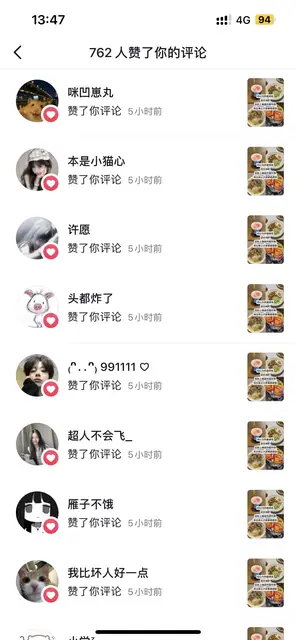 13:47
4G 94
762 人赞了你的评论
咪凹崽丸
赞了你评论 5小时前
本是小猫心
赞了你评论 5小时前
许愿
赞了你评论 5小时前
头都炸了
赞了你评论 5小时前
991111 ♡
赞了你评论 5小时前
超人不会飞_
赞了你评论 5小时前
雁子不饿
赞了你评论 5小时前
我比坏人好一点
赞了你评论 5小时前